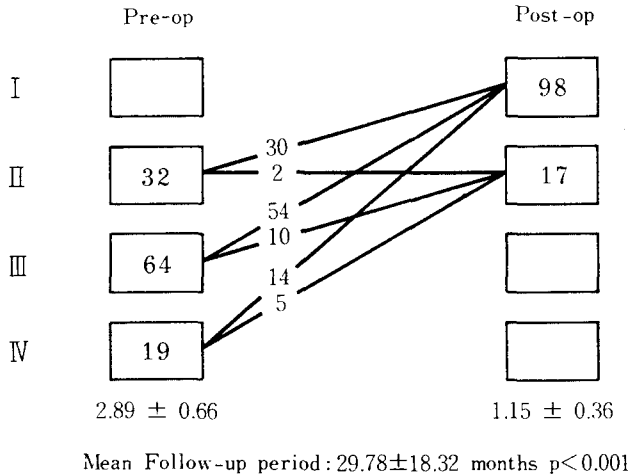 Pre-op Post-op
I 98
30
II 32 2 17
54
III 64 10
14
5
IV 19
2.89 ± 0.66 1.15 ± 0.36
Mean Follow-up period : 29.78±18.32 months p<0.001